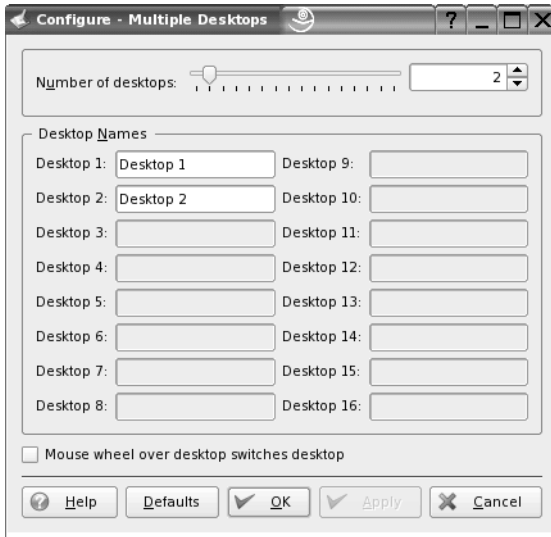 Configure - Multiple Desktops ?
Number of desktops: 2
Desktop Names
Desktop 1: Desktop 1 Desktop 9:
Desktop 2: Desktop 2 Desktop 10:
Desktop 3: Desktop 11:
Desktop 4: Desktop 12:
Desktop 5: Desktop 13:
Desktop 6: Desktop 14:
Desktop 7: Desktop 15:
Desktop 8: Desktop 16:
Mouse wheel over desktop switches desktop
Help Defaults OK Apply Cancel